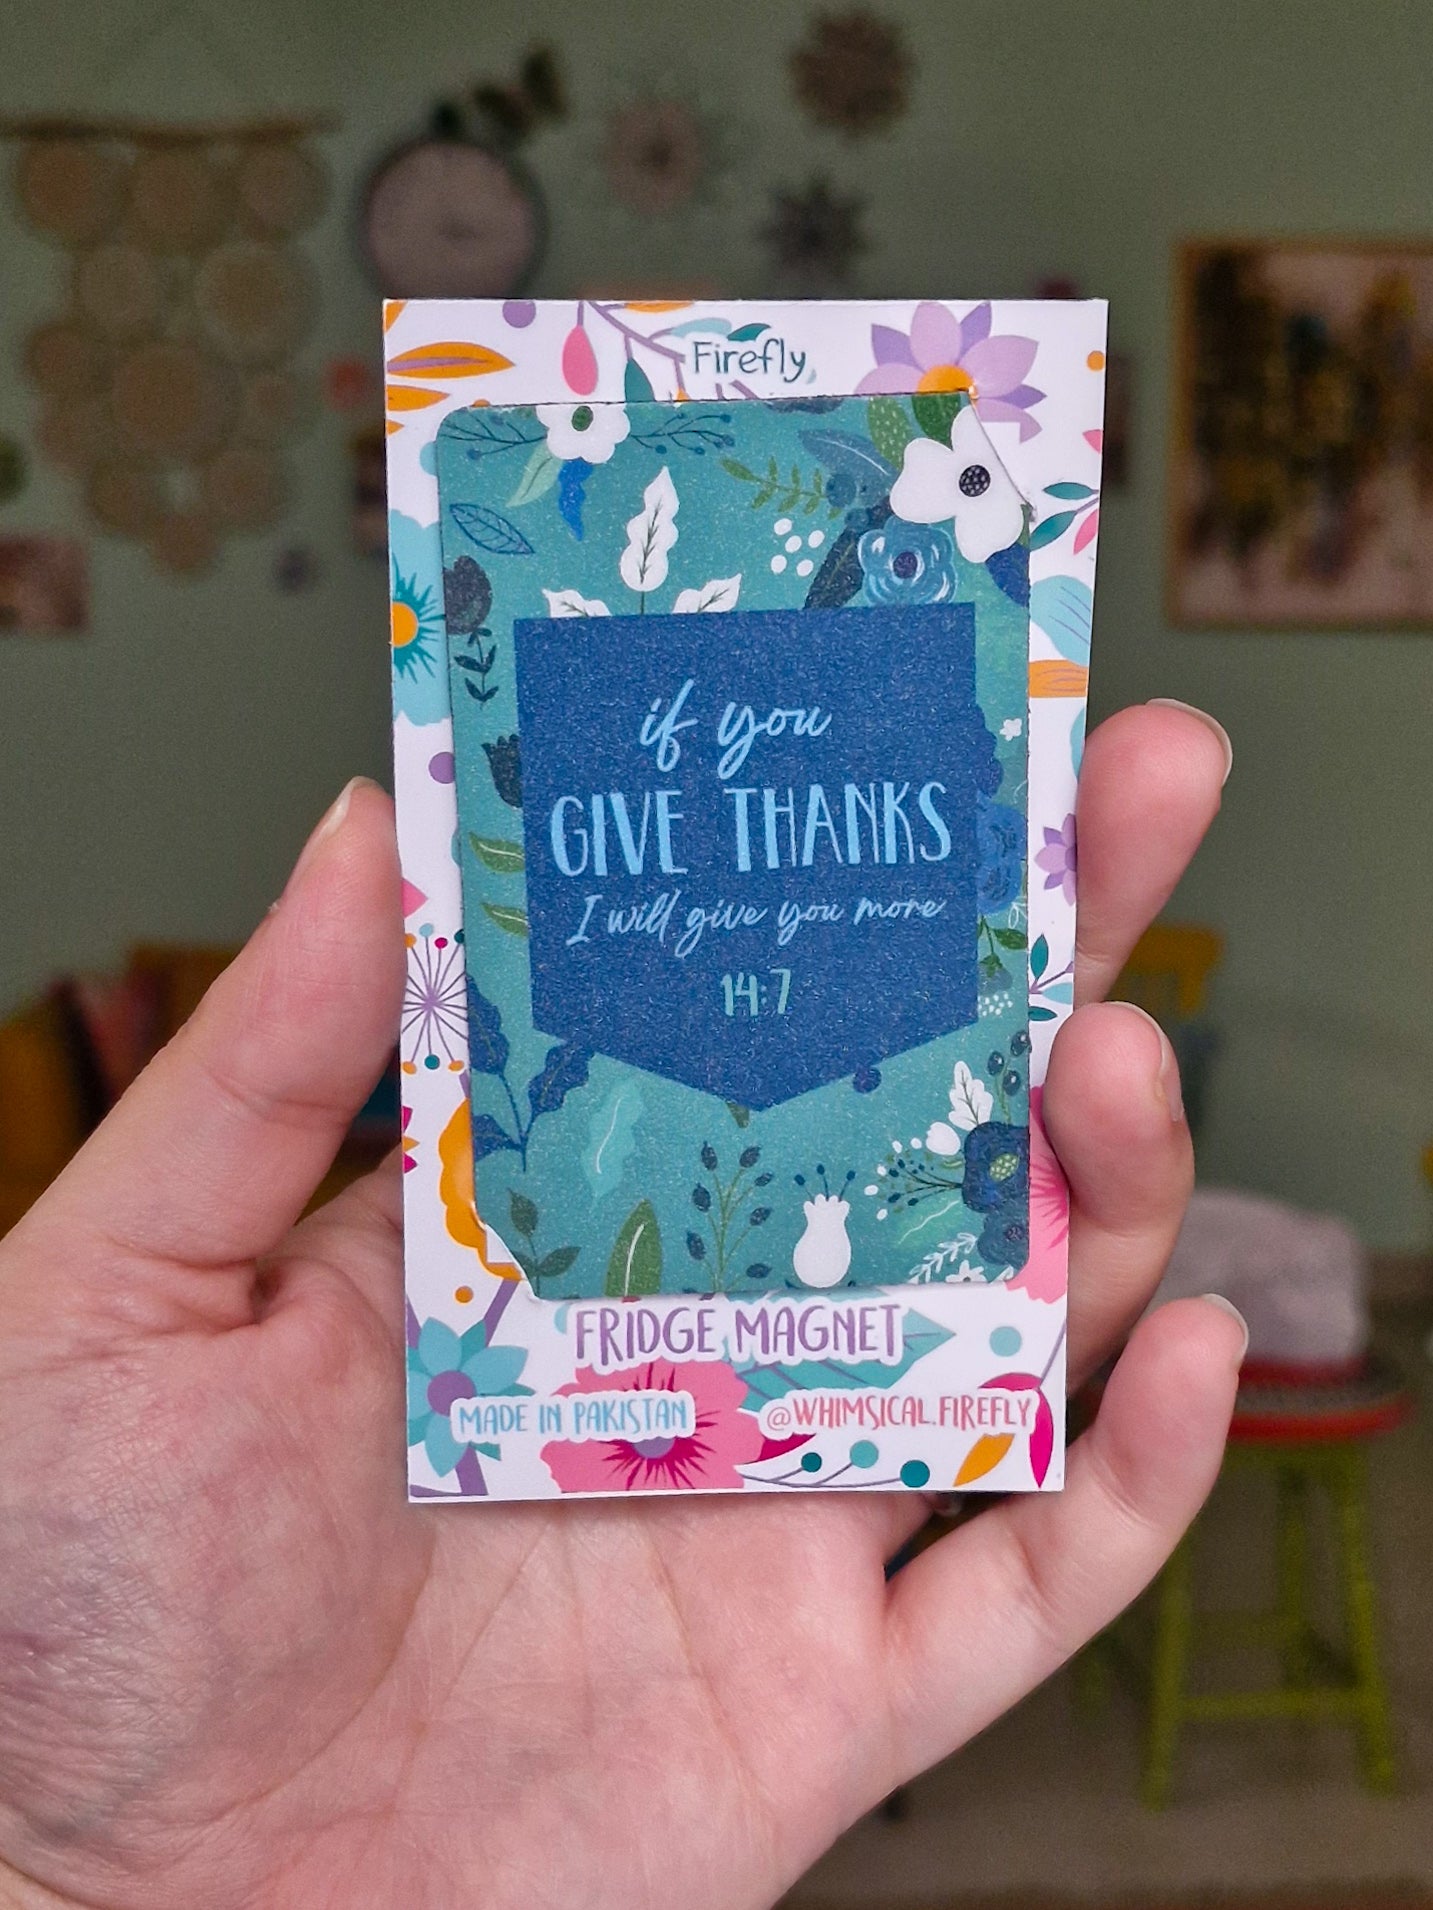 Firefly
if you
GIVE THANKS
I will give you more
14:7
FRIDGE MAGNET
MADE IN PAKISTAN
@WHIMSICAL.FIREFLY